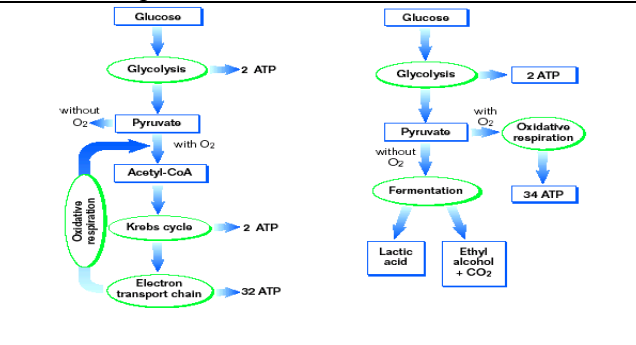 Glucose
Glycolysis
2 ATP
without
O2
Pyruvate
with O2
Acetyl-CoA
Oxidative
respiration
Krebs cycle
2 ATP
Electron
transport chain
32 ATP
Glucose
Glycolysis
2 ATP
Pyruvate
with
O2
Oxidative
respiration
without
O2
Fermentation
34 ATP
Lactic
acid
Ethyl
alcohol
+ CO2